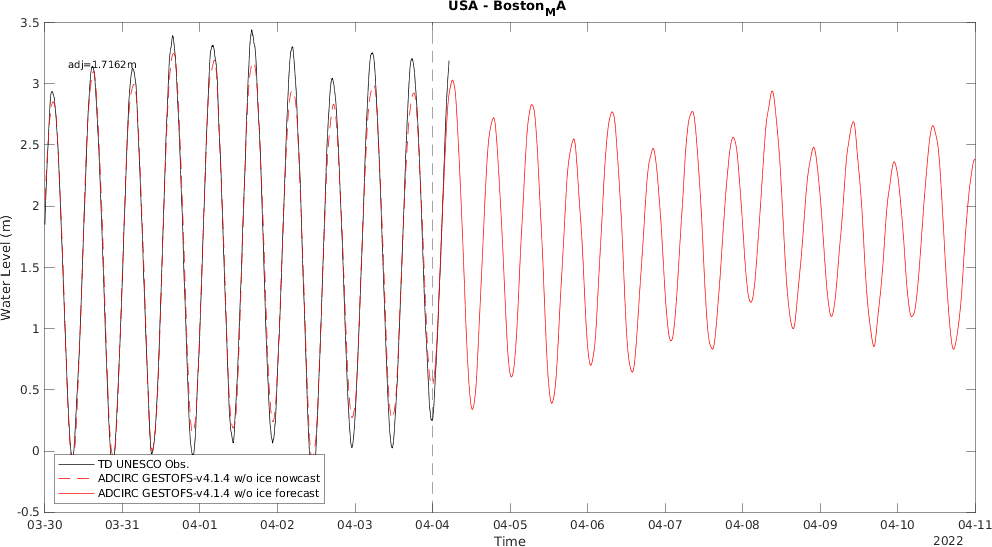 USA - Boston_MA
3.5
3
2.5
2
1.5
1
0.5
0
-0.5
Water Level (m)
adj=1.7162m
TD UNESCO Obs.
ADCIRC GESTOFS-v4.1.4 w/o ice nowcast
ADCIRC GESTOFS-v4.1.4 w/o ice forecast
03-30 03-31 04-01 04-02 04-03 04-04 04-05 04-06 04-07 04-08 04-09 04-10 04-11
Time
2022